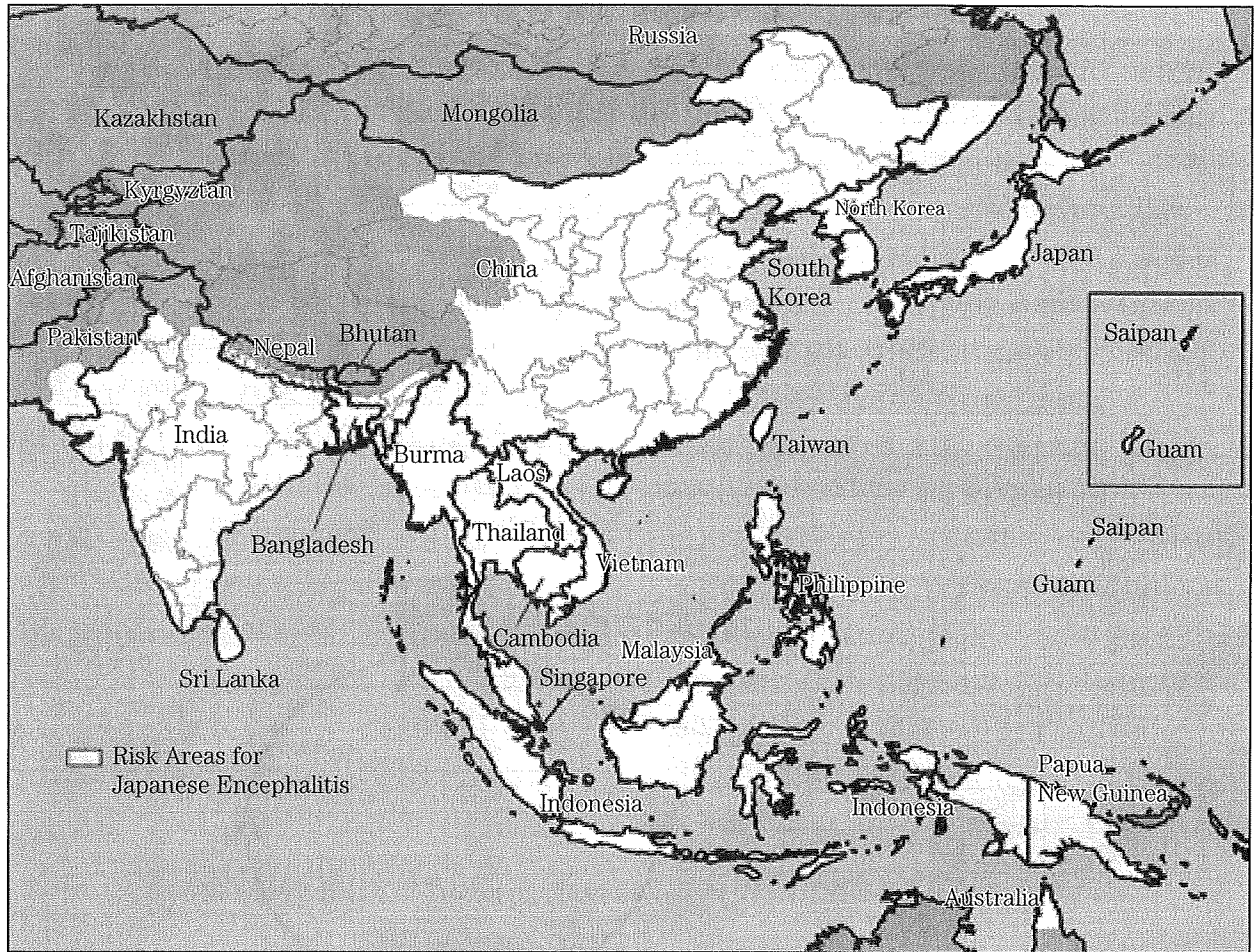 Russia
Kazakhstan
Mongolia
Kyrgyztan
North Korea
Tajikistan
Japan
China
South
Korea
Afghanistan
Saipan
Pakistan
Bhutan
Nepal
India
Taiwan
Guam
Burma
Laos
Saipan
Thailand
Bangladesh
Vietnam
Guam
Philippine
Cambodia
Malaysia
Sri Lanka
Singapore
Risk Areas for
Japanese Encephalitis
Papua
New Guinea
Indonesia
Indonesia
Australia